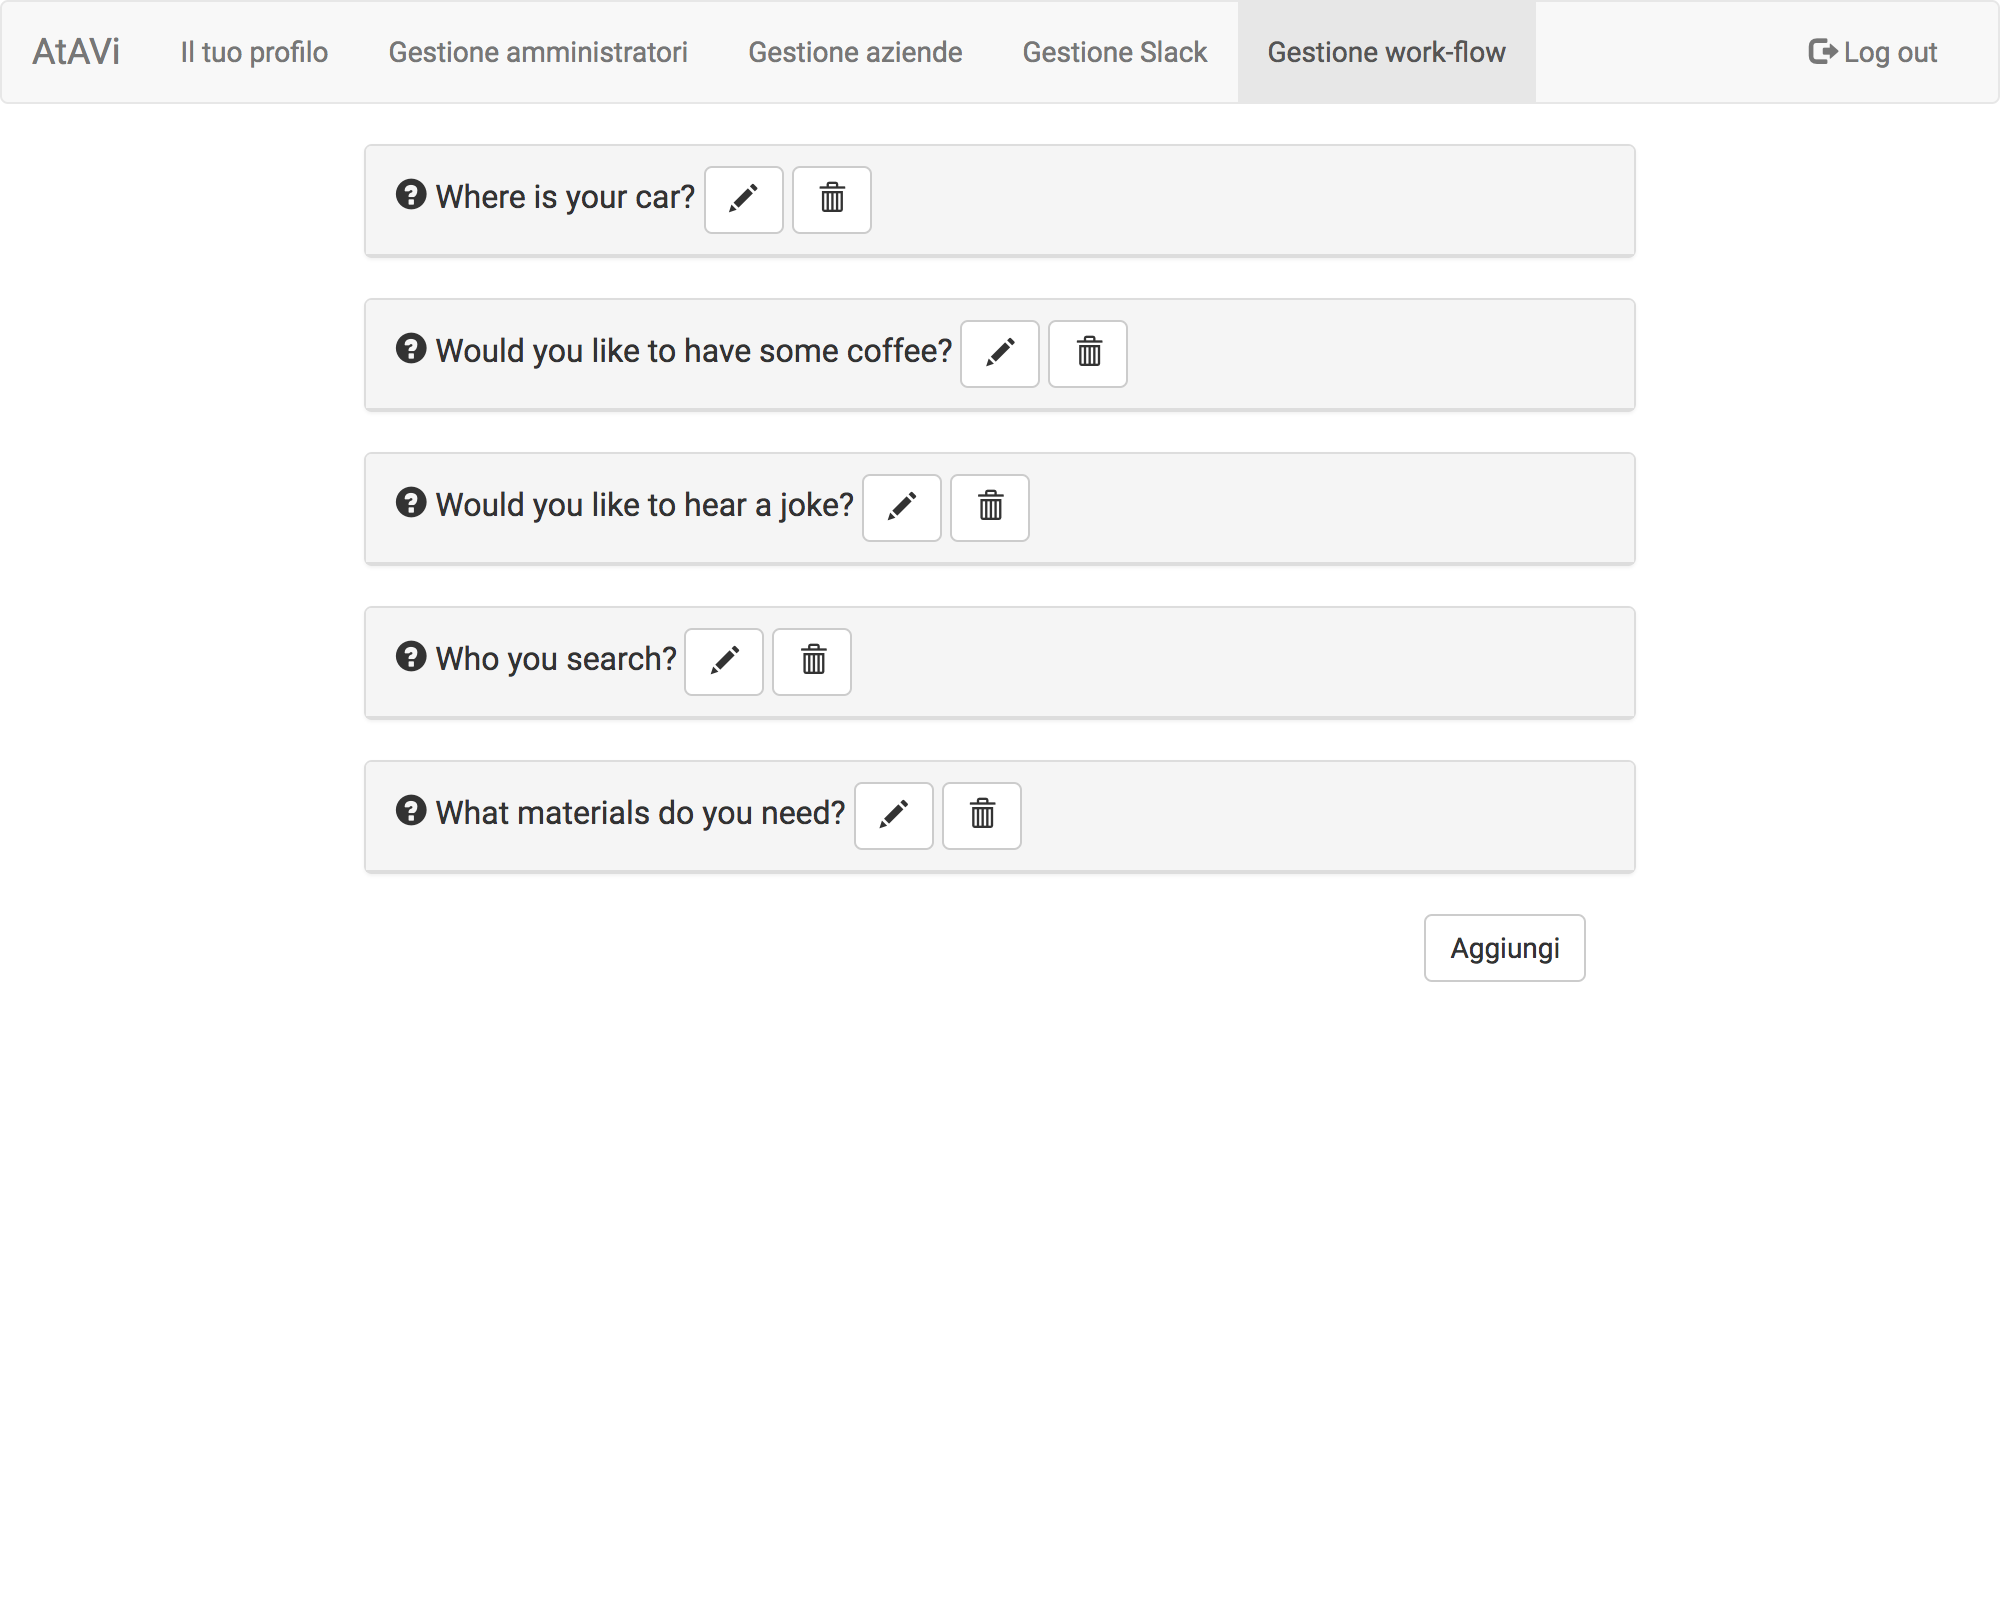 AtAVi Il tuo profilo Gestione amministratori Gestione aziende Gestione Slack Gestione work-flow Log out
Where is your car?
Would you like to have some coffee?
Would you like to hear a joke?
Who you search?
What materials do you need?
Aggiungi